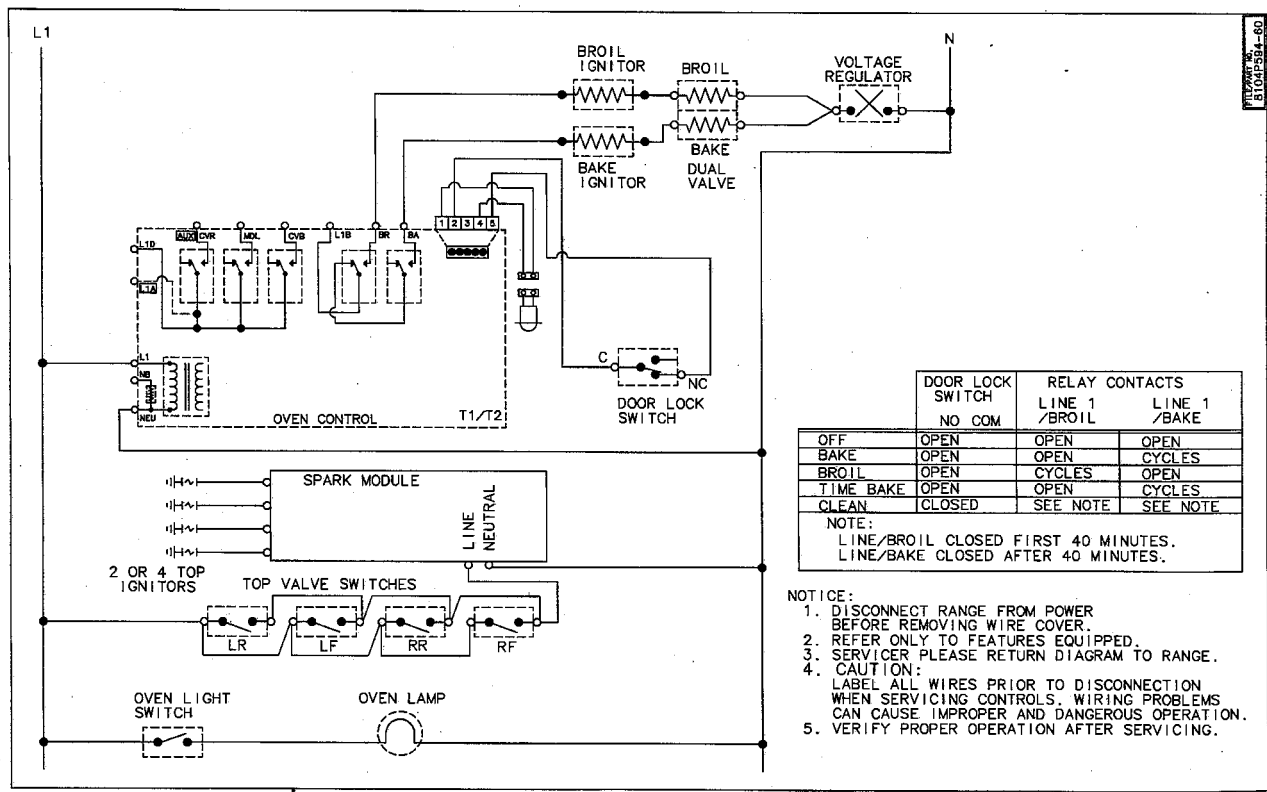 L1
N
FILE/PART NO.
8104P594-60
BROIL
IGNITOR
BROIL
VOLTAGE
REGULATOR
BAKE
IGNITOR
BAKE
DUAL
VALVE
1 2 3 4 5
AUX CVR MDL CVB L1B BR BA
L1D
L1A
L1
NB
NEU
OVEN CONTROL
T1/T2
C
NC
DOOR LOCK
SWITCH
SPARK MODULE
LINE
NEUTRAL
2 OR 4 TOP
IGNITORS
TOP VALVE SWITCHES
LR LF RR RF
OVEN LIGHT
SWITCH
OVEN LAMP
DOOR LOCK RELAY CONTACTS
SWITCH LINE 1 LINE 1
NO COM /BROIL /BAKE
OFF OPEN OPEN OPEN
BAKE OPEN OPEN CYCLES
BROIL OPEN CYCLES OPEN
TIME BAKE OPEN OPEN CYCLES
CLEAN CLOSED SEE NOTE SEE NOTE
NOTE:
LINE/BROIL CLOSED FIRST 40 MINUTES.
LINE/BAKE CLOSED AFTER 40 MINUTES.
NOTICE:
1. DISCONNECT RANGE FROM POWER
BEFORE REMOVING WIRE COVER.
2. REFER ONLY TO FEATURES EQUIPPED.
3. SERVICER PLEASE RETURN DIAGRAM TO RANGE.
4. CAUTION:
LABEL ALL WIRES PRIOR TO DISCONNECTION
WHEN SERVICING CONTROLS. WIRING PROBLEMS
CAN CAUSE IMPROPER AND DANGEROUS OPERATION.
5. VERIFY PROPER OPERATION AFTER SERVICING.